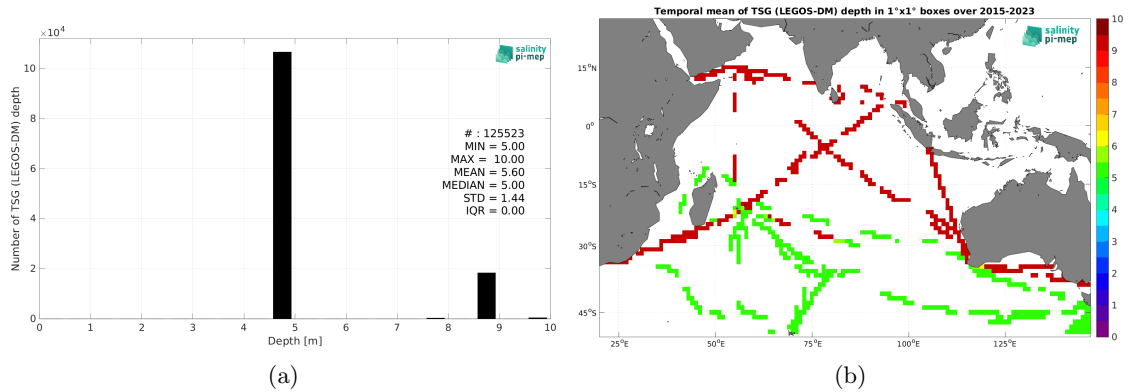 ×10⁴
10
8
6
4
2
0
0 1 2 3 4 5 6 7 8 9 10
Depth [m]
Number of TSG (LEGOS-DM) depth
salinity
pi-mep
# : 125523
MIN = 5.00
MAX = 10.00
MEAN = 5.60
MEDIAN = 5.00
STD = 1.44
IQR = 0.00
(a)
Temporal mean of TSG (LEGOS-DM) depth in 1°x1° boxes over 2015-2023
salinity
pi-mep
15°N
0°
15°S
30°S
45°S
25°E 50°E 75°E 100°E 125°E
10
9
8
7
6
5
4
3
2
1
0
(b)